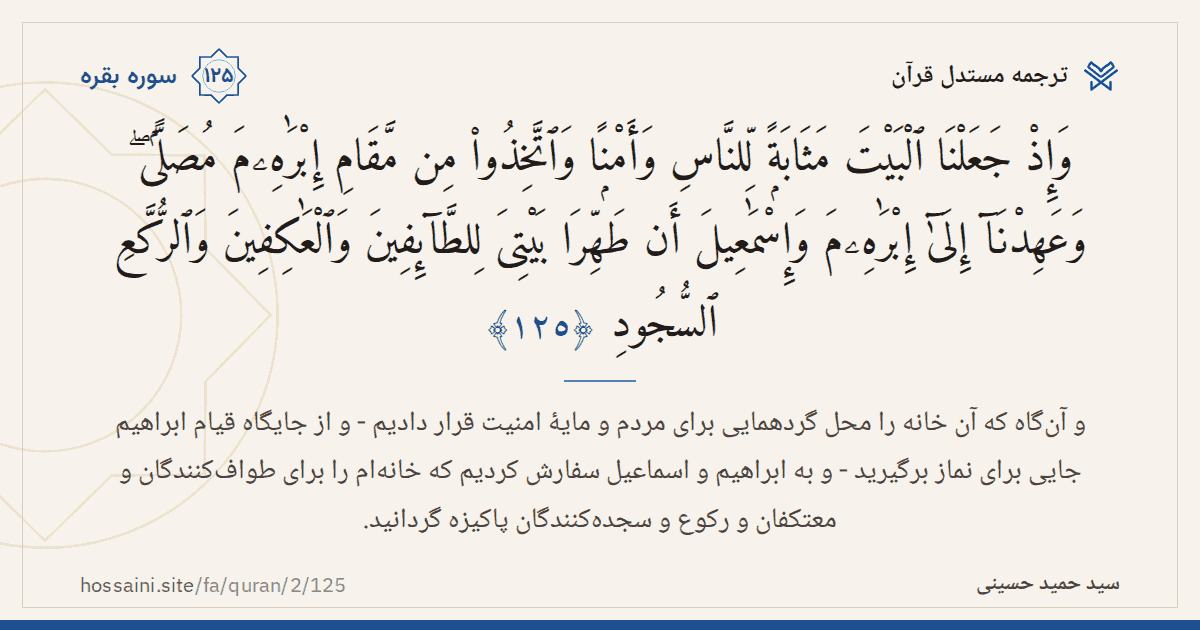 ترجمه مستدل قرآن
۱۲۵ سوره بقره
وَإِذْ جَعَلْنَا ٱلْبَيْتَ مَثَابَةًۭ لِّلنَّاسِ وَأَمْنًۭا وَٱتَّخِذُوا۟ مِن مَّقَامِ إِبْرَٰهِۦمَ مُصَلًّۭى ۖ
وَعَهِدْنَآ إِلَىٰٓ إِبْرَٰهِۦمَ وَإِسْمَٰعِيلَ أَن طَهِّرَا بَيْتِىَ لِلطَّآئِفِينَ وَٱلْعَٰكِفِينَ وَٱلرُّكَّعِ
ٱلسُّجُودِ ﴿١٢٥﴾
و آن‌گاه که آن خانه را محل گردهمایی برای مردم و مایهٔ امنیت قرار دادیم - و از جایگاه قیام ابراهیم
جایی برای نماز برگیرید - و به ابراهیم و اسماعیل سفارش کردیم که خانه‌ام را برای طواف‌کنندگان و
معتکفان و رکوع و سجده‌کنندگان پاکیزه گردانید.
سید حمید حسینی
hossaini.site/fa/quran/2/125